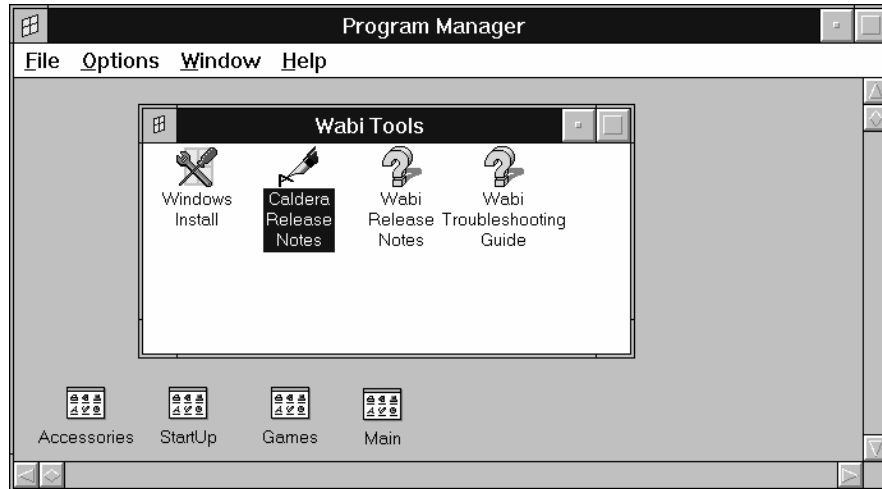 Program Manager
File Options Window Help
Wabi Tools
Windows
Install
Caldera
Release
Notes
Wabi
Release
Notes
Wabi
Troubleshooting
Guide
Accessories
StartUp
Games
Main